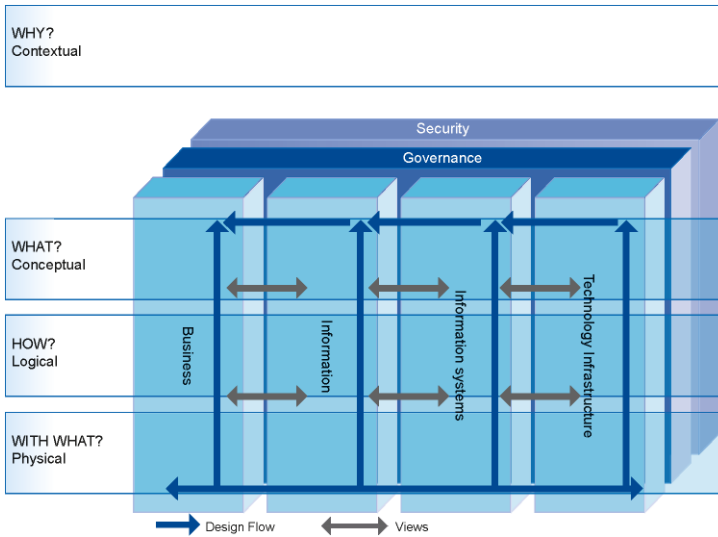 WHY?
Contextual
Security
Governance
WHAT?
Conceptual
HOW?
Logical
WITH WHAT?
Physical
Business
Information
Information systems
Technology Infrastructure
Design Flow
Views